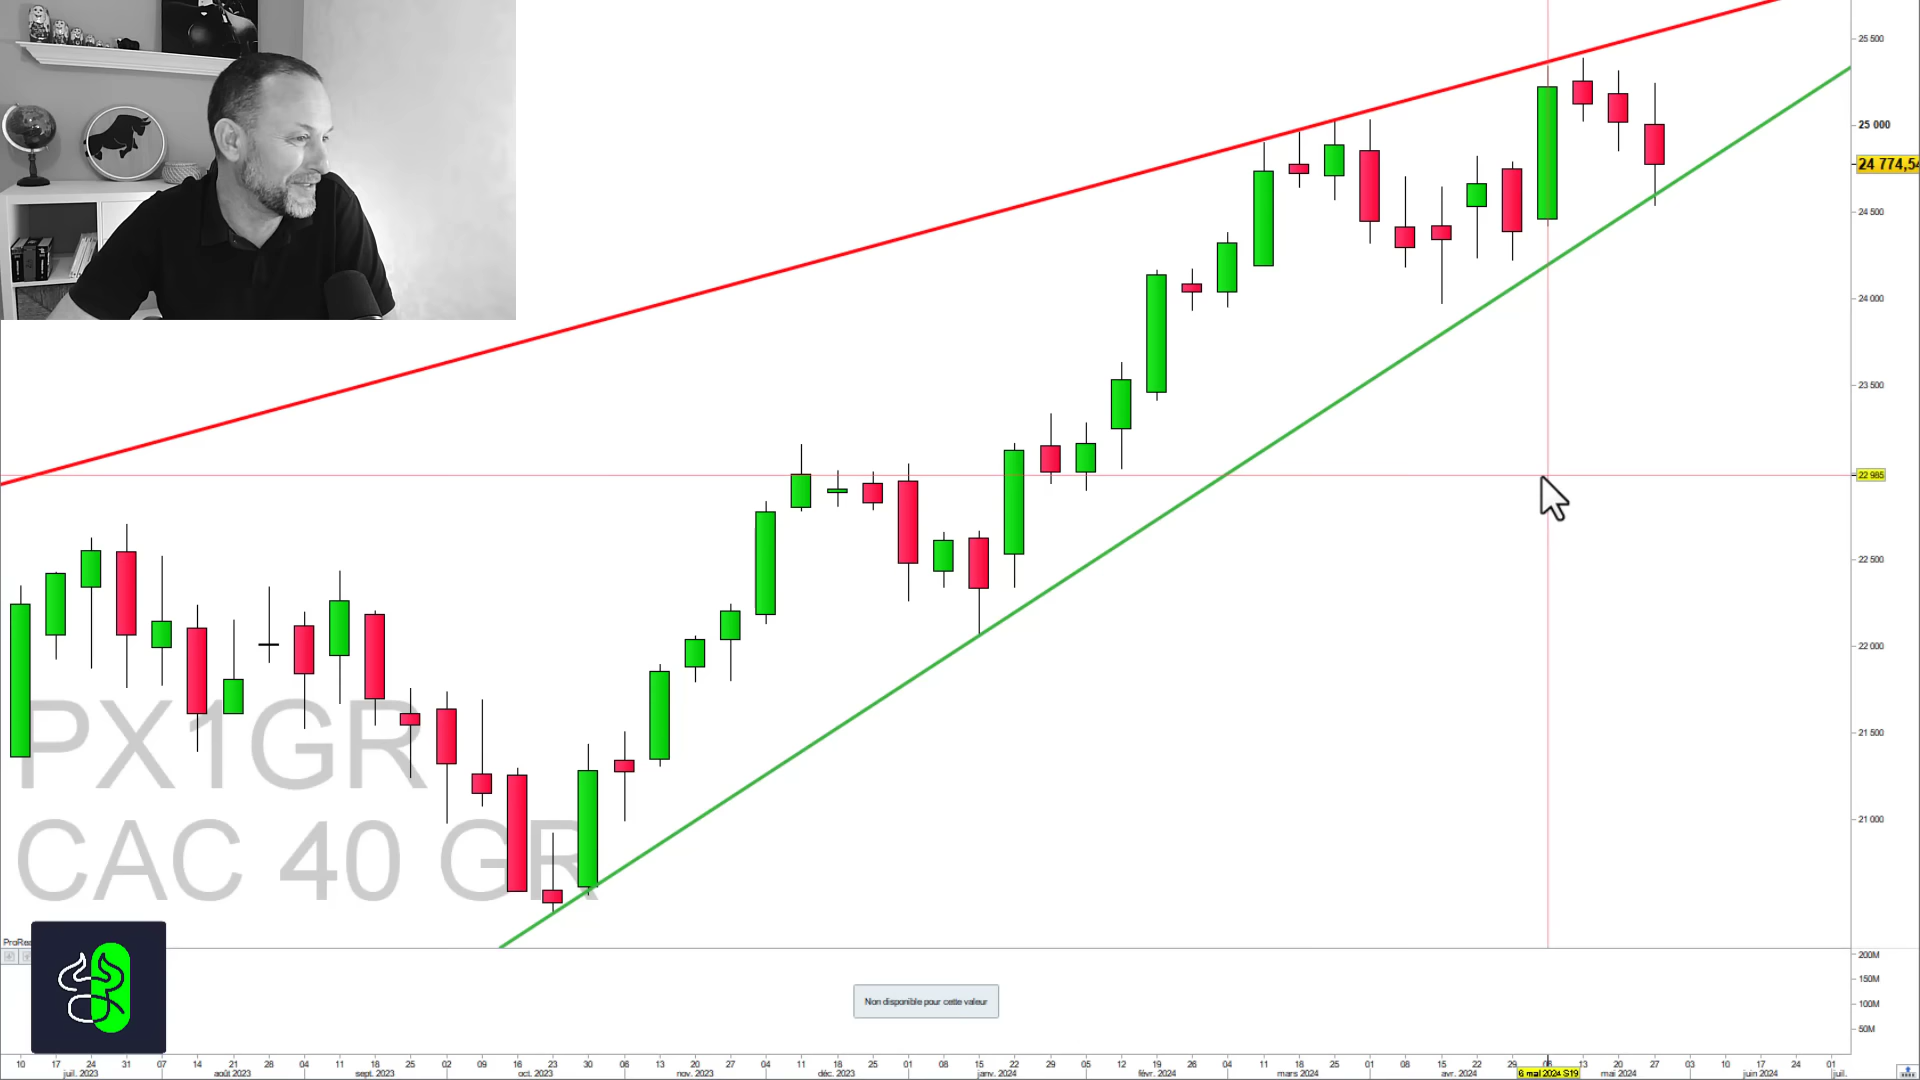 25 500
25 000
24 774,54
24 500
24 000
23 500
22 985
22 500
22 000
21 500
21 000
PX1GR
CAC 40 GR
ProRea
200M
150M
100M
50M
Non disponible pour cette valeur
10 17 24 31 07 14 21 28 04 11 18 25 02 09 16 23 30 06 13 20 27 04 11 18 25 01 08 15 22 29 05 12 19 26 04 11 18 25 01 08 15 22 29 06 13 20 27 03 10 17 24 01
juil. 2023 août 2023 sept. 2023 oct. 2023 nov. 2023 déc. 2023 janv. 2024 févr. 2024 mars 2024 avr. 2024 6 mai 2024 S19 mai 2024 juin 2024 juil.